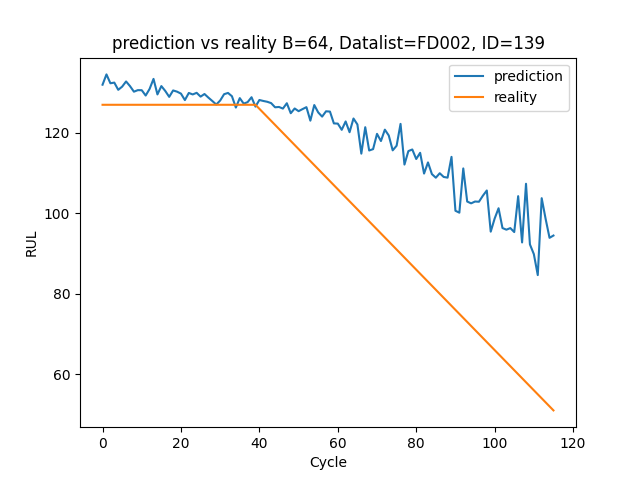 prediction vs reality B=64, Datalist=FD002, ID=139
prediction
reality
RUL
120
100
80
60
0 20 40 60 80 100 120
Cycle